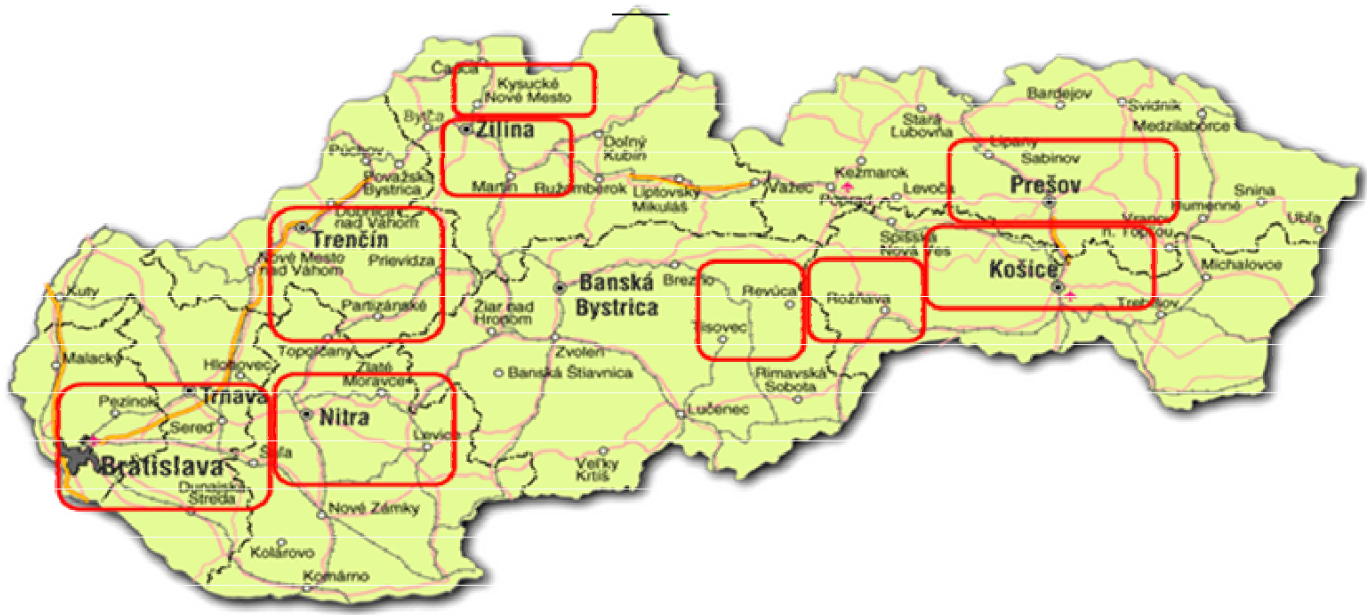 Čadca
Kysucké
Nové Mesto
Bytča
Žilina
Púchov
Považská
Bystrica
Martin
Dolný
Kubín
Ružomberok
Liptovský
Mikuláš
Važec
Kežmarok
Poprad
Levoča
Stará
Ľubovňa
Bardejov
Svidník
Medzilaborce
Lipany
Sabinov
Prešov
Snina
Humenné
Vranov
n. Topľou
Ubľa
Dubnica
nad Váhom
Trenčín
Nové Mesto
nad Váhom
Prievidza
Partizánské
Topoľčany
Žiar nad
Hronom
Banská
Bystrica
Brezno
Revúca
Tisovec
Rožňava
Spišská
Nová Ves
Košice
Michalovce
Trebišov
Kuty
Malacky
Hlohovec
Zlaté
Moravce
Zvolen
Banská Štiavnica
Rimavská
Sobota
Lučenec
Pezinok
Trnava
Sered
Nitra
Levice
Bratislava
Šaľa
Dunajská
Streda
Nové Zámky
Veľký
Krtíš
Kolárovo
Komárno